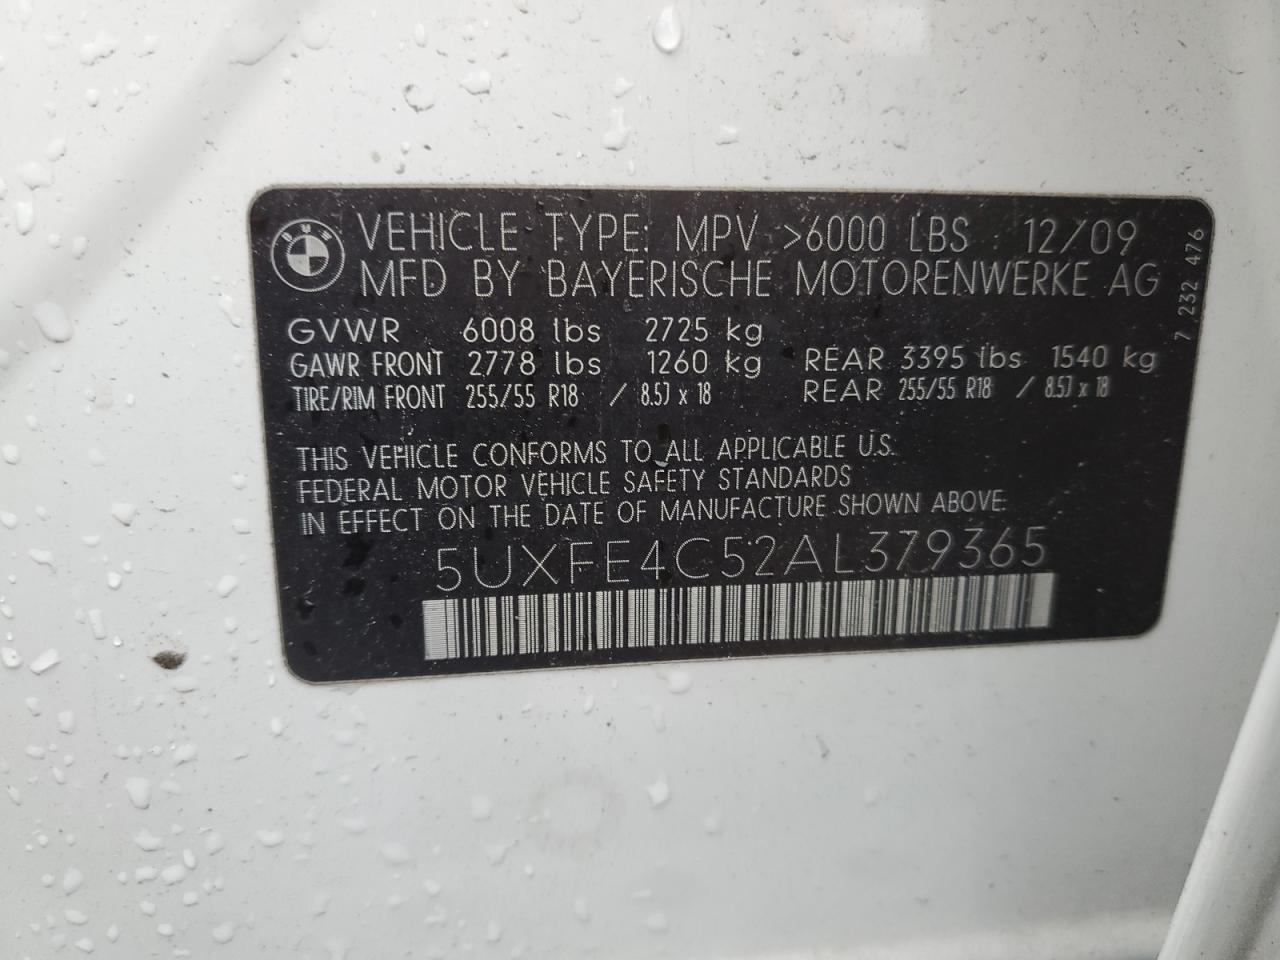 VEHICLE TYPE: MPV >6000 LBS : 12/09
MFD BY BAYERISCHE MOTORENWERKE AG
GVWR 6008 lbs 2725 kg
GAWR FRONT 2778 lbs 1260 kg REAR 3395 lbs 1540 kg
TIRE/RIM FRONT 255/55 R18 / 8.5J x 18 REAR 255/55 R18 / 8.5J x 18
THIS VEHICLE CONFORMS TO ALL APPLICABLE U.S.
FEDERAL MOTOR VEHICLE SAFETY STANDARDS
IN EFFECT ON THE DATE OF MANUFACTURE SHOWN ABOVE:
5UXFE4C52AL379365
7 232 476
BMW